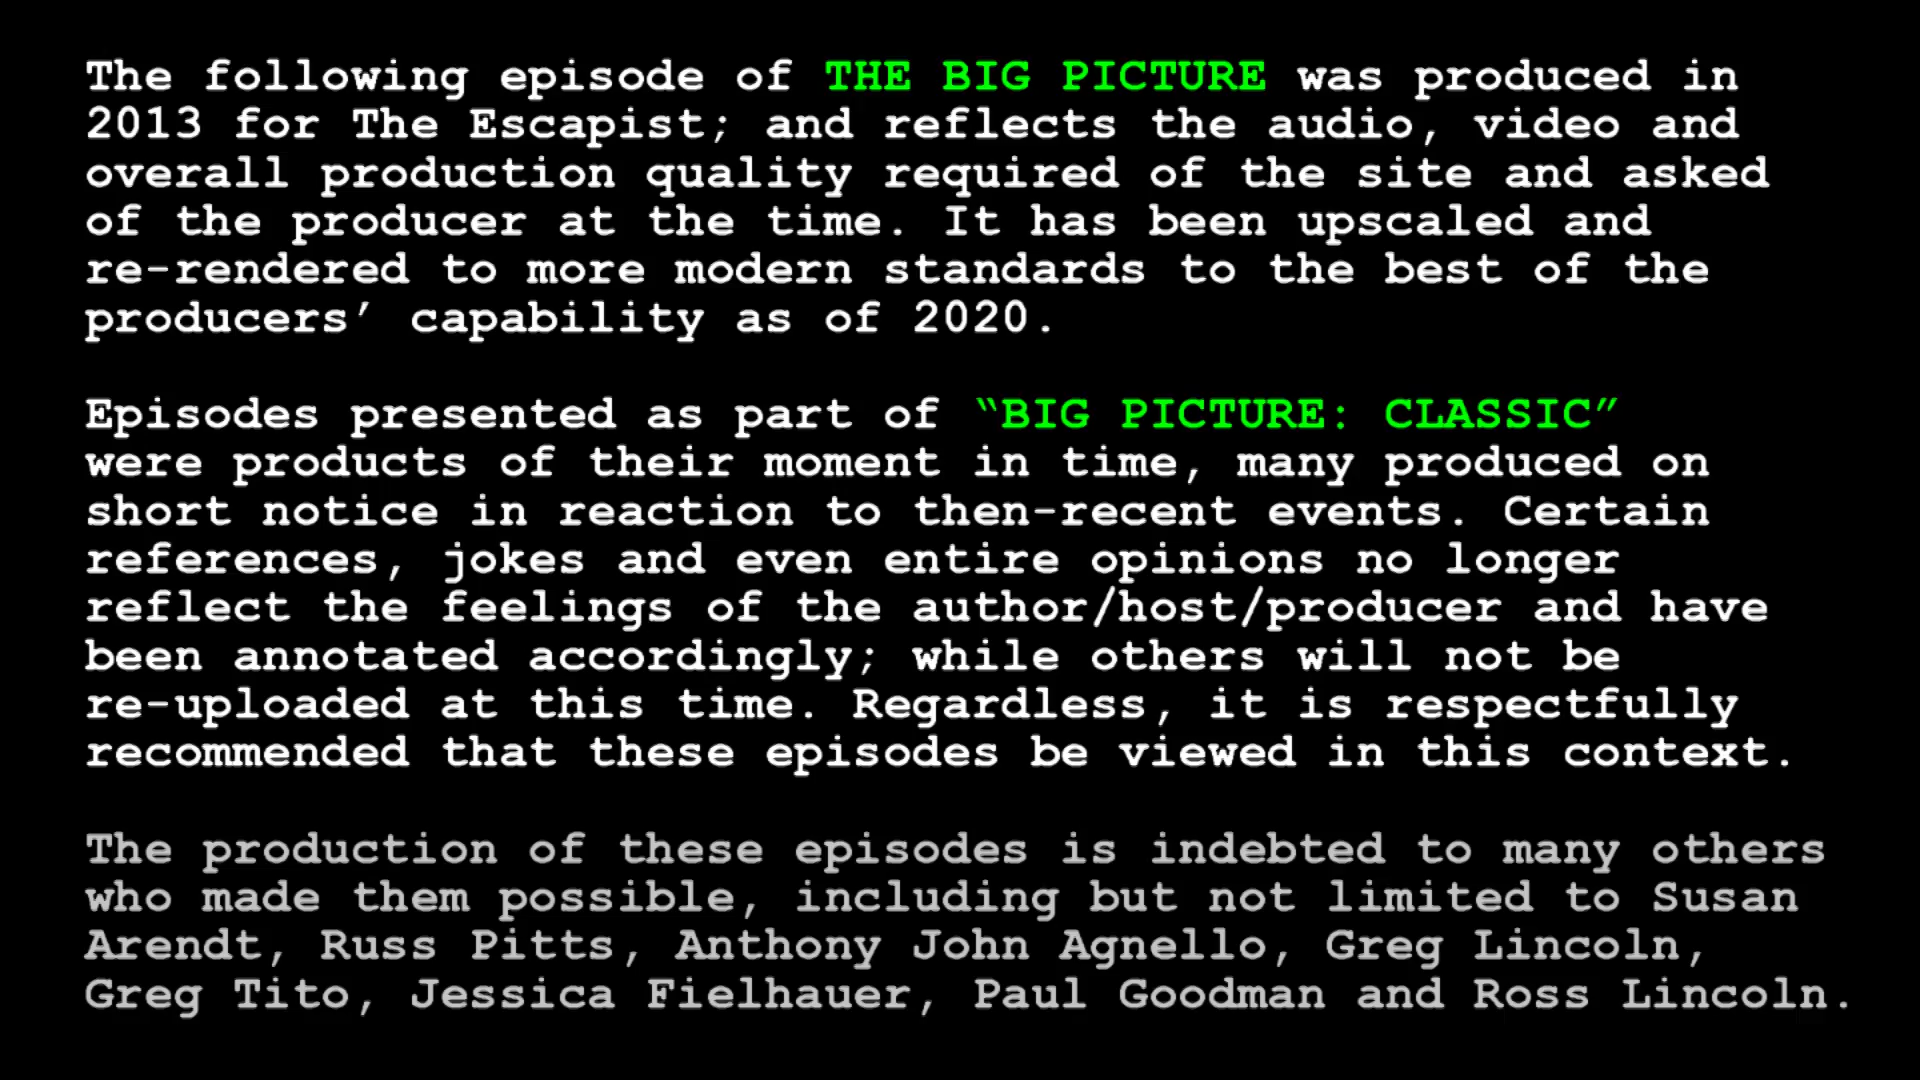 The following episode of THE BIG PICTURE was produced in
2013 for The Escapist; and reflects the audio, video and
overall production quality required of the site and asked
of the producer at the time. It has been upscaled and
re-rendered to more modern standards to the best of the
producers’ capability as of 2020.
Episodes presented as part of “BIG PICTURE: CLASSIC”
were products of their moment in time, many produced on
short notice in reaction to then-recent events. Certain
references, jokes and even entire opinions no longer
reflect the feelings of the author/host/producer and have
been annotated accordingly; while others will not be
re-uploaded at this time. Regardless, it is respectfully
recommended that these episodes be viewed in this context.
The production of these episodes is indebted to many others
who made them possible, including but not limited to Susan
Arendt, Russ Pitts, Anthony John Agnello, Greg Lincoln,
Greg Tito, Jessica Fielhauer, Paul Goodman and Ross Lincoln.